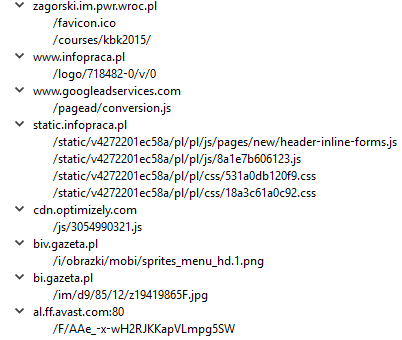 zagorski.im.pwr.wroc.pl
/favicon.ico
/courses/kbk2015/
www.infopraca.pl
/logo/718482-0/v/0
www.googleadservices.com
/pagead/conversion.js
static.infopraca.pl
/static/v4272201ec58a/pl/pl/js/pages/new/header-inline-forms.js
/static/v4272201ec58a/pl/pl/js/8a1e7b606123.js
/static/v4272201ec58a/pl/pl/css/531a0db120f9.css
/static/v4272201ec58a/pl/pl/css/18a3c61a0c92.css
cdn.optimizely.com
/js/3054990321.js
biv.gazeta.pl
/i/obrazki/mobi/sprites_menu_hd.1.png
bi.gazeta.pl
/im/d9/85/12/z19419865F.jpg
al.ff.avast.com:80
/F/AAe_-x-wH2RJKKapVLmpg5SW